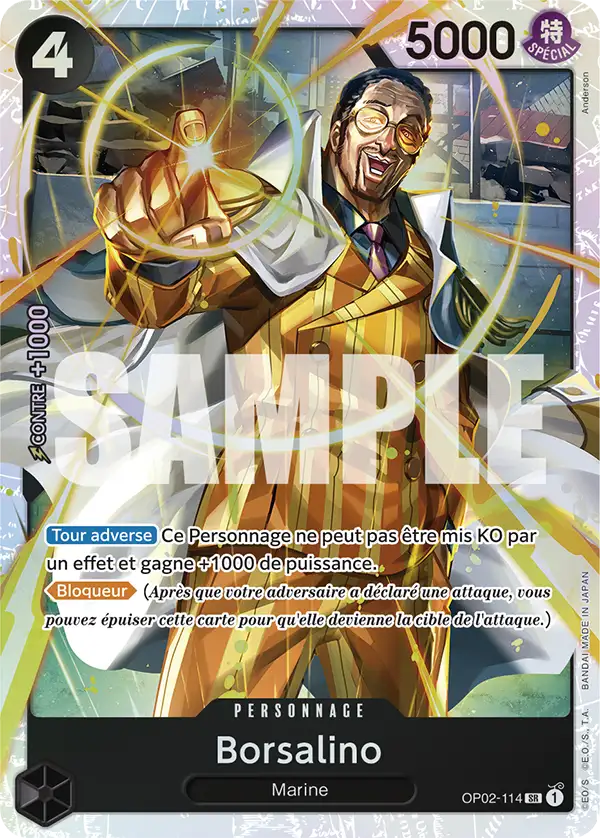 4
5000
特
SPÉCIAL
Anderson
CONTRE +1000
SAMPLE
Tour adverse Ce Personnage ne peut pas être mis KO par
un effet et gagne +1000 de puissance.
Bloqueur (Après que votre adversaire a déclaré une attaque, vous
pouvez épuiser cette carte pour qu'elle devienne la cible de l'attaque.)
PERSONNAGE
Borsalino
Marine
OP02-114 SR 1
©EO/S ©E.O./S., T.A. BANDAI MADE IN JAPAN